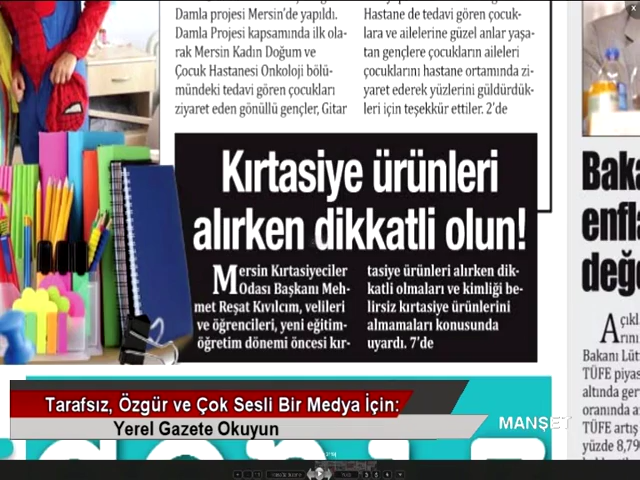 Damla projesi Mersin'de yapıldı.
Damla Projesi kapsamında ilk ola-
rak Mersin Kadın Doğum ve
Çocuk Hastanesi Onkoloji bölü-
mündeki tedavi gören çocukları
ziyaret eden gönüllü gençler, Gitar
Hastane de tedavi gören çocuk-
lara ve ailelerine güzel anlar yaşa-
tan gençlere çocukların aileleri
çocuklarını hastane ortamında zi-
yaret ederek yüzlerini güldürdük-
leri için teşekkür ettiler. 2'de
Kırtasiye ürünleri
alırken dikkatli olun!
Mersin Kırtasiyeciler
Odası Başkanı Meh-
met Reşat Kıvılcım, velileri
ve öğrencileri, yeni eğitim-
öğretim dönemi öncesi kır-
tasiye ürünleri alırken dik-
katli olmaları ve kimliği be-
lirsiz kırtasiye ürünlerini
almamaları konusunda
uyardı. 7'de
Baka
enfla
değe
Açıkl
arını
Bakanı Lüt
TÜFE piyas
altında ger
oranında a
TÜFE artış
yüzde 8,79
Tarafsız, Özgür ve Çok Sesli Bir Medya İçin:
Yerel Gazete Okuyun
MANŞET